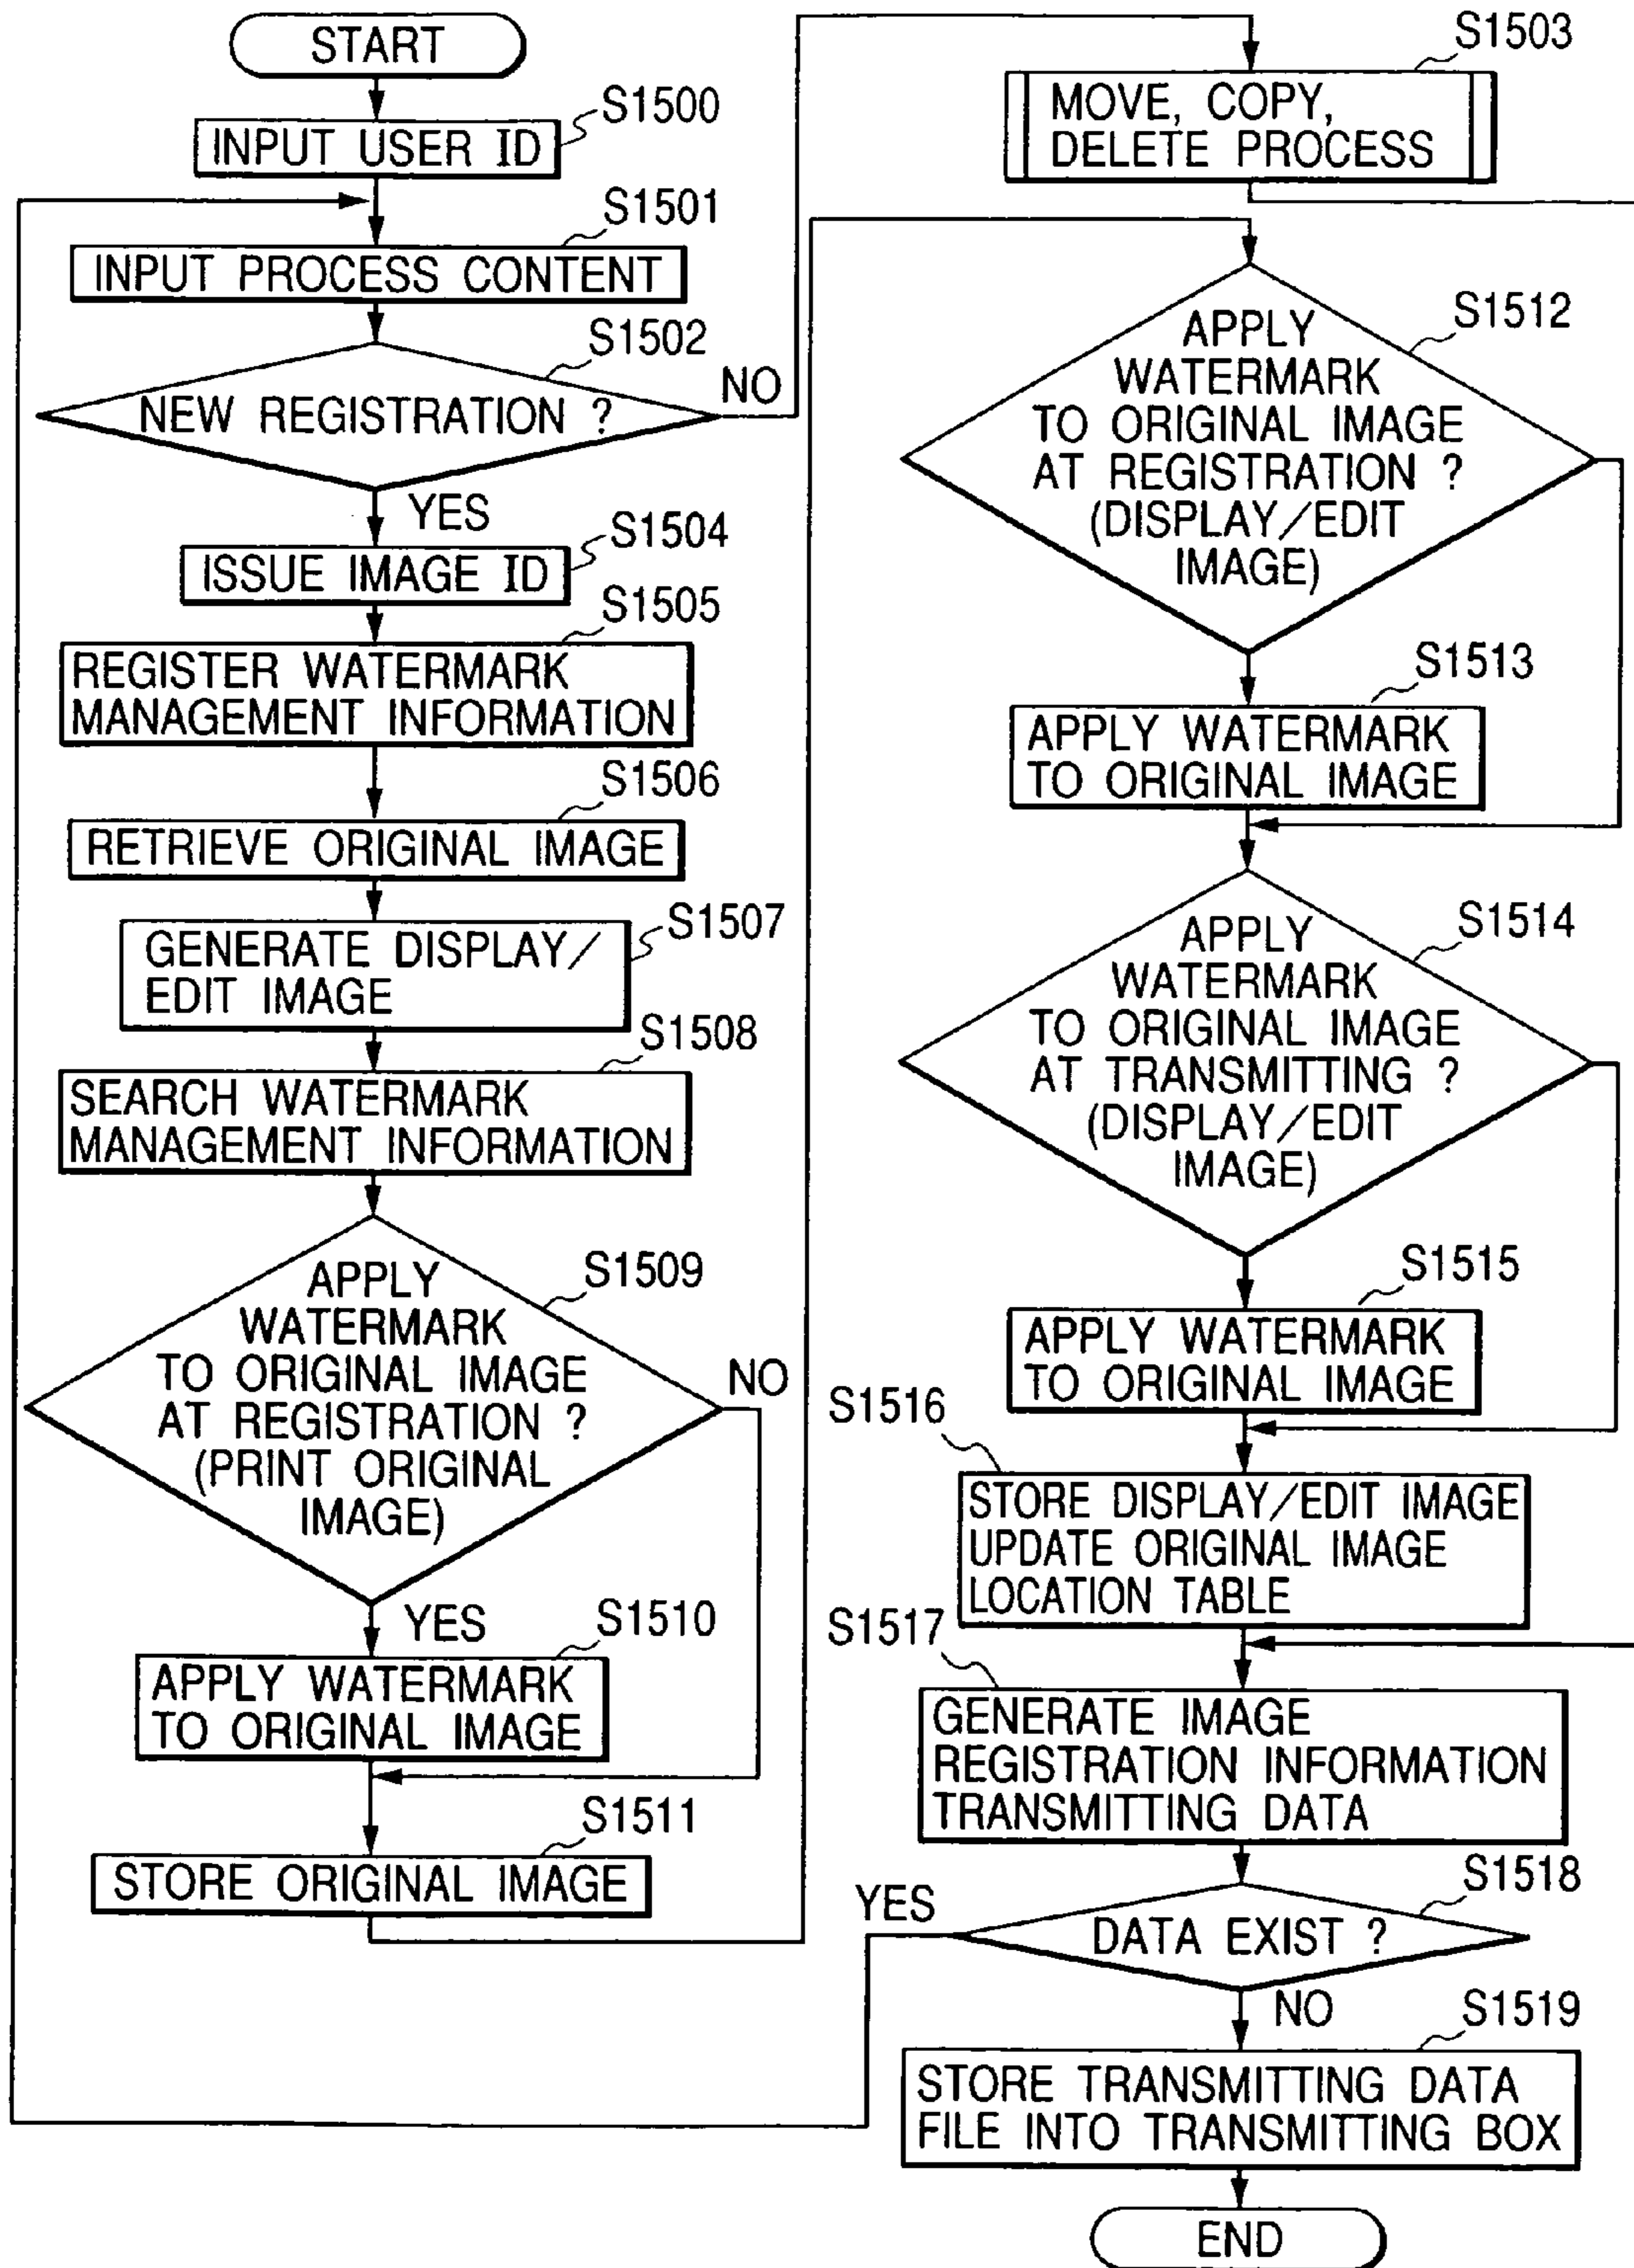 START
S1500
INPUT USER ID
S1501
INPUT PROCESS CONTENT
S1502
NEW REGISTRATION ?
NO
YES
S1504
ISSUE IMAGE ID
S1505
REGISTER WATERMARK
MANAGEMENT INFORMATION
S1506
RETRIEVE ORIGINAL IMAGE
S1507
GENERATE DISPLAY/
EDIT IMAGE
S1508
SEARCH WATERMARK
MANAGEMENT INFORMATION
S1509
APPLY
WATERMARK
TO ORIGINAL IMAGE
AT REGISTRATION ?
(PRINT ORIGINAL
IMAGE)
NO
YES
S1510
APPLY WATERMARK
TO ORIGINAL IMAGE
S1511
STORE ORIGINAL IMAGE
S1503
MOVE, COPY,
DELETE PROCESS
S1512
APPLY
WATERMARK
TO ORIGINAL IMAGE
AT REGISTRATION ?
(DISPLAY/EDIT
IMAGE)
S1513
APPLY WATERMARK
TO ORIGINAL IMAGE
S1514
APPLY
WATERMARK
TO ORIGINAL IMAGE
AT TRANSMITTING ?
(DISPLAY/EDIT
IMAGE)
S1515
APPLY WATERMARK
TO ORIGINAL IMAGE
S1516
STORE DISPLAY/EDIT IMAGE
UPDATE ORIGINAL IMAGE
LOCATION TABLE
S1517
GENERATE IMAGE
REGISTRATION INFORMATION
TRANSMITTING DATA
S1518
YES
DATA EXIST ?
NO
S1519
STORE TRANSMITTING DATA
FILE INTO TRANSMITTING BOX
END